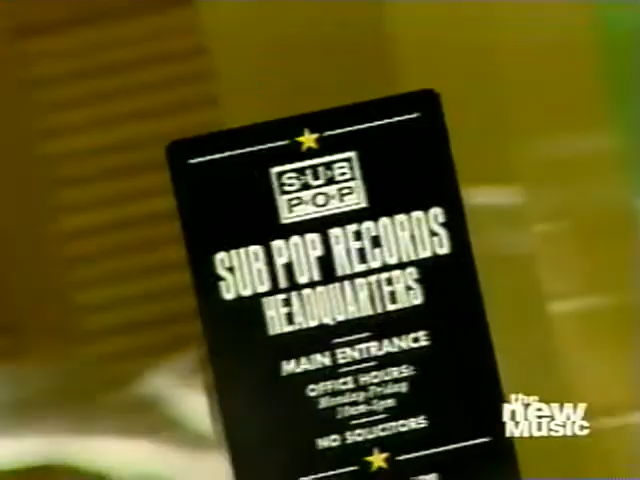 SUB
POP
SUB POP RECORDS
HEADQUARTERS
MAIN ENTRANCE
OFFICE HOURS:
Monday-Friday
NO SOLICITORS
the
new
Music